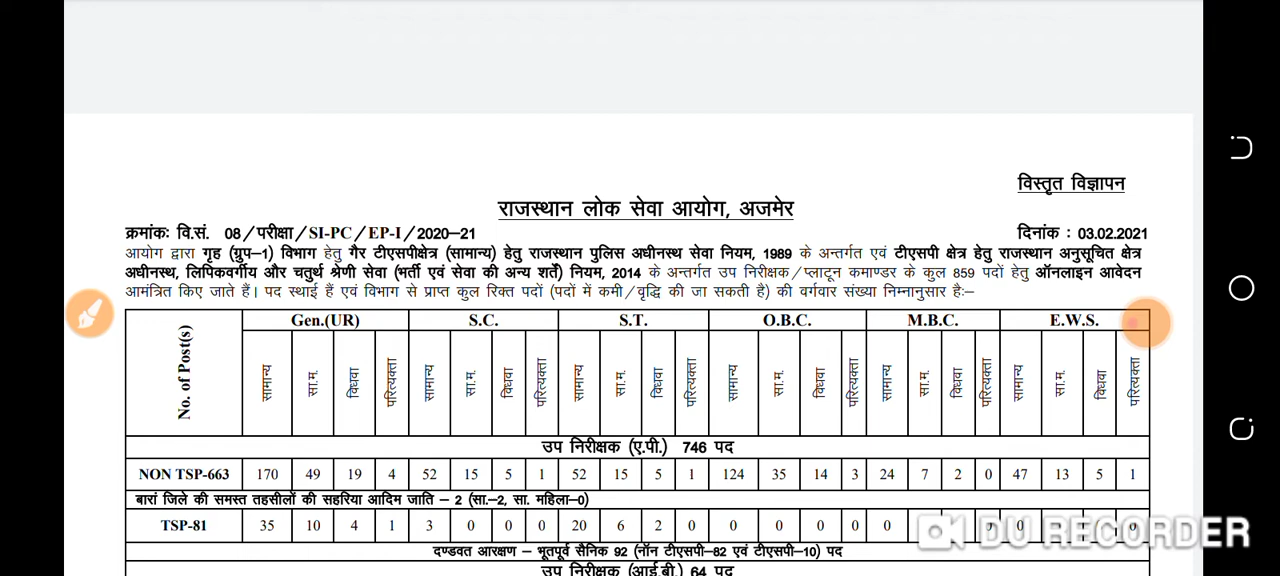 विस्तृत विज्ञापन
राजस्थान लोक सेवा आयोग, अजमेर
क्रमांकः वि.सं. 08/परीक्षा/SI-PC/EP-I/2020-21 दिनांक : 03.02.2021
आयोग द्वारा गृह (ग्रुप-1) विभाग हेतु गैर टीएसपीक्षेत्र (सामान्य) हेतु राजस्थान पुलिस अधीनस्थ सेवा नियम, 1989 के अन्तर्गत एवं टीएसपी क्षेत्र हेतु राजस्थान अनुसूचित क्षेत्र
अधीनस्थ, लिपिकवर्गीय और चतुर्थ श्रेणी सेवा (भर्ती एवं सेवा की अन्य शर्तें) नियम, 2014 के अन्तर्गत उप निरीक्षक/प्लाटून कमाण्डर के कुल 859 पदों हेतु ऑनलाइन आवेदन
आमंत्रित किए जाते हैं। पद स्थाई हैं एवं विभाग से प्राप्त कुल रिक्त पदों (पदों में कमी/वृद्धि की जा सकती है) की वर्गवार संख्या निम्नानुसार हैः-
No. of Post(s) Gen.(UR) S.C. S.T. O.B.C. M.B.C. E.W.S.
सामान्य सा.म. विधवा परित्यक्ता सामान्य सा.म. विधवा परित्यक्ता सामान्य सा.म. विधवा परित्यक्ता सामान्य सा.म. विधवा परित्यक्ता सामान्य सा.म. विधवा परित्यक्ता सामान्य सा.म. विधवा परित्यक्ता
उप निरीक्षक (ए.पी.) 746 पद
NON TSP-663 170 49 19 4 52 15 5 1 52 15 5 1 124 35 14 3 24 7 2 0 47 13 5 1
बारां जिले की समस्त तहसीलों की सहरिया आदिम जाति - 2 (सा.-2, सा. महिला-0)
TSP-81 35 10 4 1 3 0 0 0 20 6 2 0 0 0 0 0 0 0 0 0
DU RECORDER
दण्डवत आरक्षण - भूतपूर्व सैनिक 92 (नॉन टीएसपी-82 एवं टीएसपी-10) पद
उप निरीक्षक (आई.बी.) 64 पद